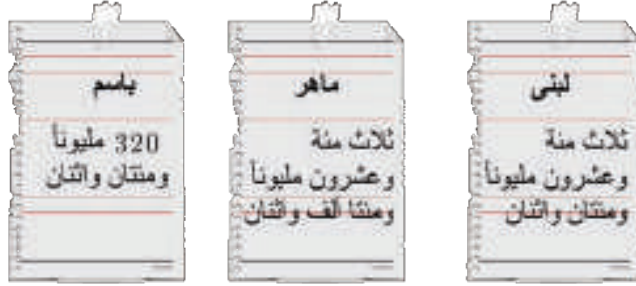 لبنى
ثلاث مئة
وعشرون مليوناً
ومئتان واثنان
ماهر
ثلاث مئة
وعشرون مليوناً
ومئتا ألف واثنان
باسم
320 مليوناً
ومئتان واثنان